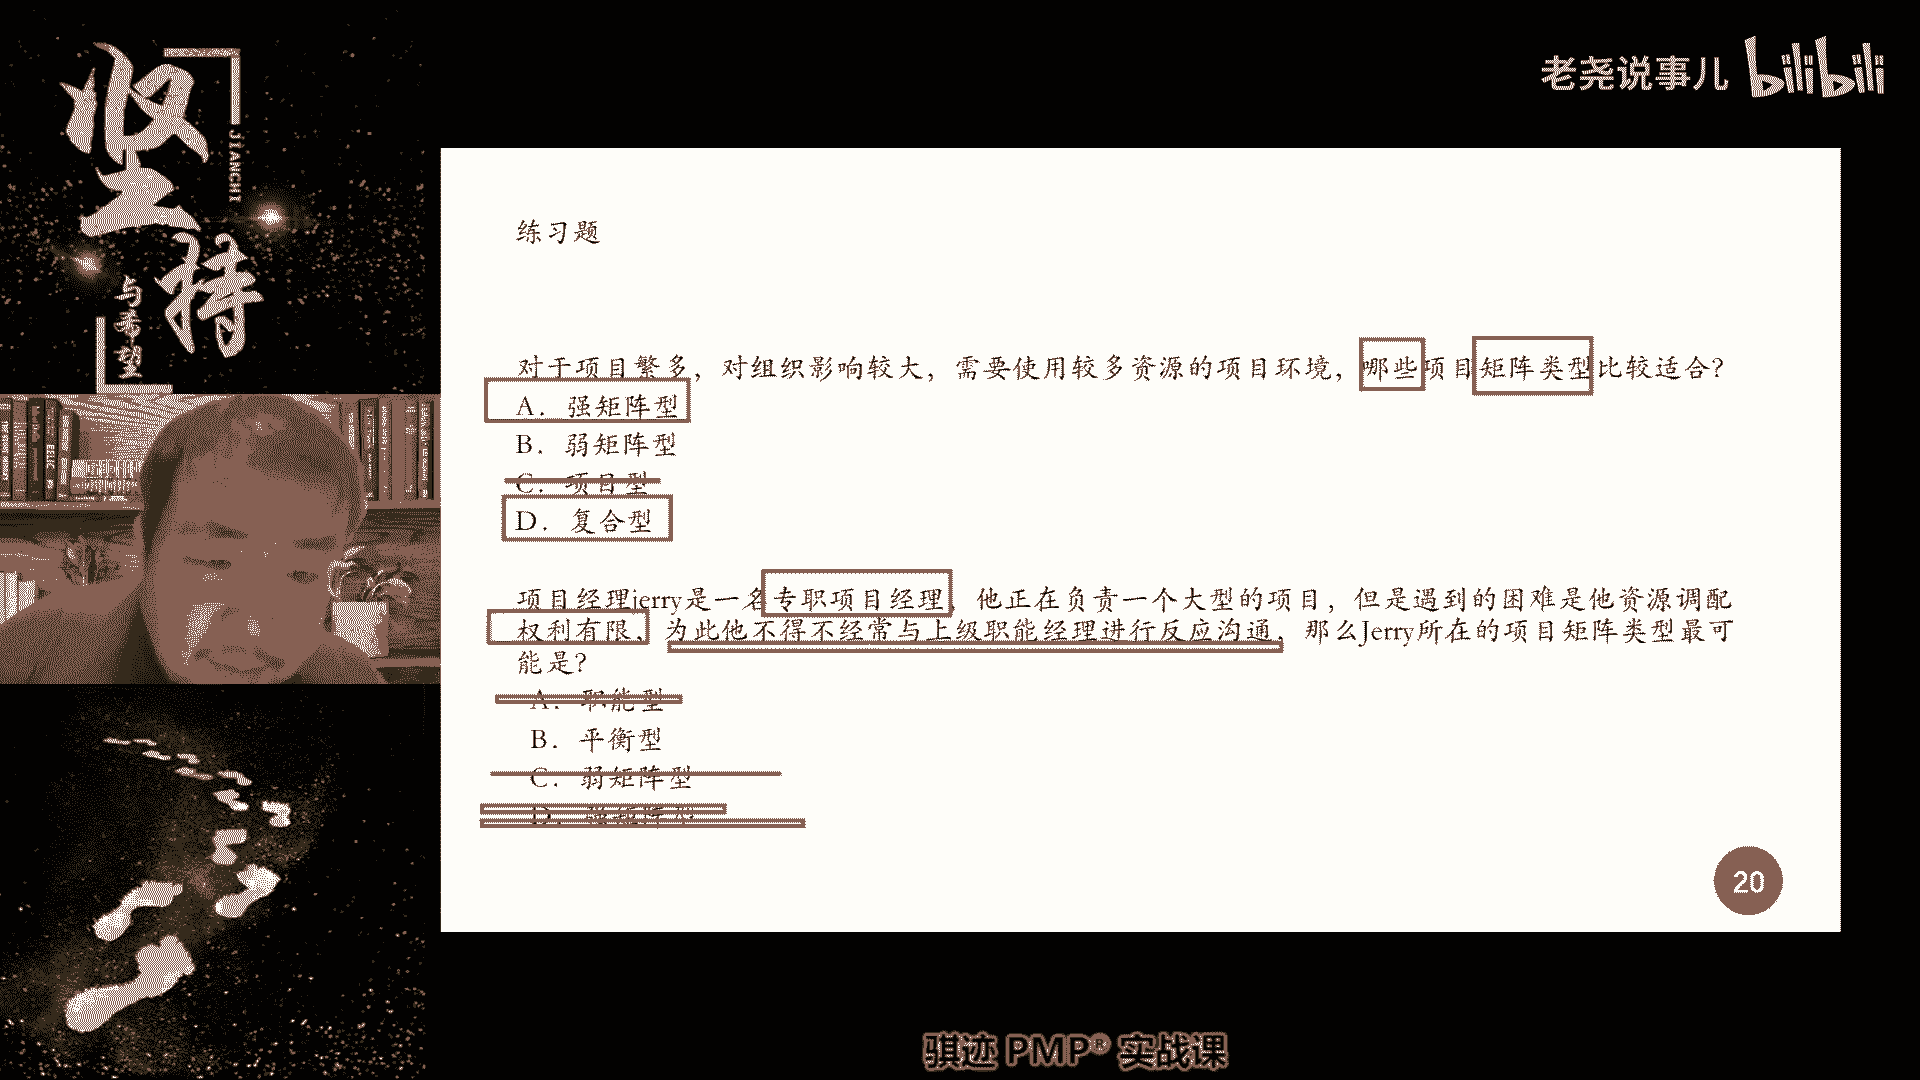 坚持
JIANCHI
与希望
老尧说事儿 bilibili
练习题
对于项目繁多，对组织影响较大，需要使用较多资源的项目环境，哪些项目矩阵类型比较适合？
A．强矩阵型
B．弱矩阵型
C．项目型
D．复合型
项目经理jerry是一名专职项目经理，他正在负责一个大型的项目，但是遇到的困难是他资源调配
权利有限，为此他不得不经常与上级职能经理进行反应沟通，那么Jerry所在的项目矩阵类型最可
能是？
A．职能型
B．平衡型
C．弱矩阵型
D．强矩阵型
20
骐迹 PMP® 实战课